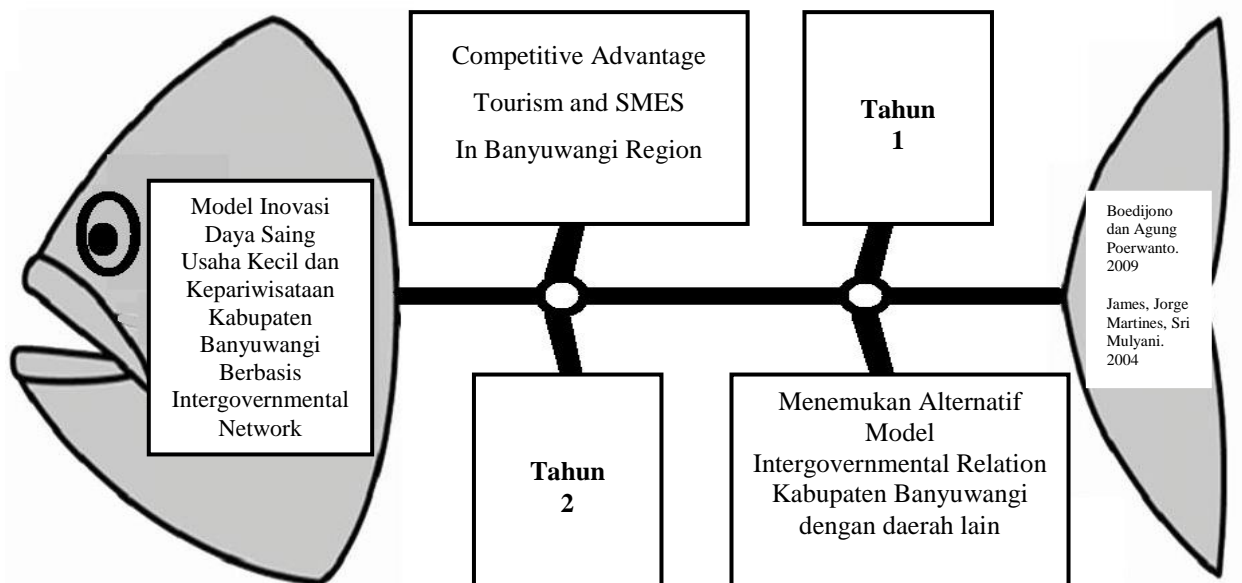 Competitive Advantage
Tourism and SMES
In Banyuwangi Region
Tahun
1
Model Inovasi
Daya Saing
Usaha Kecil dan
Kepariwisataan
Kabupaten
Banyuwangi
Berbasis
Intergovernmental
Network
Boedijono
dan Agung
Poerwanto.
2009
James, Jorge
Martines, Sri
Mulyani.
2004
Tahun
2
Menemukan Alternatif
Model
Intergovernmental Relation
Kabupaten Banyuwangi
dengan daerah lain